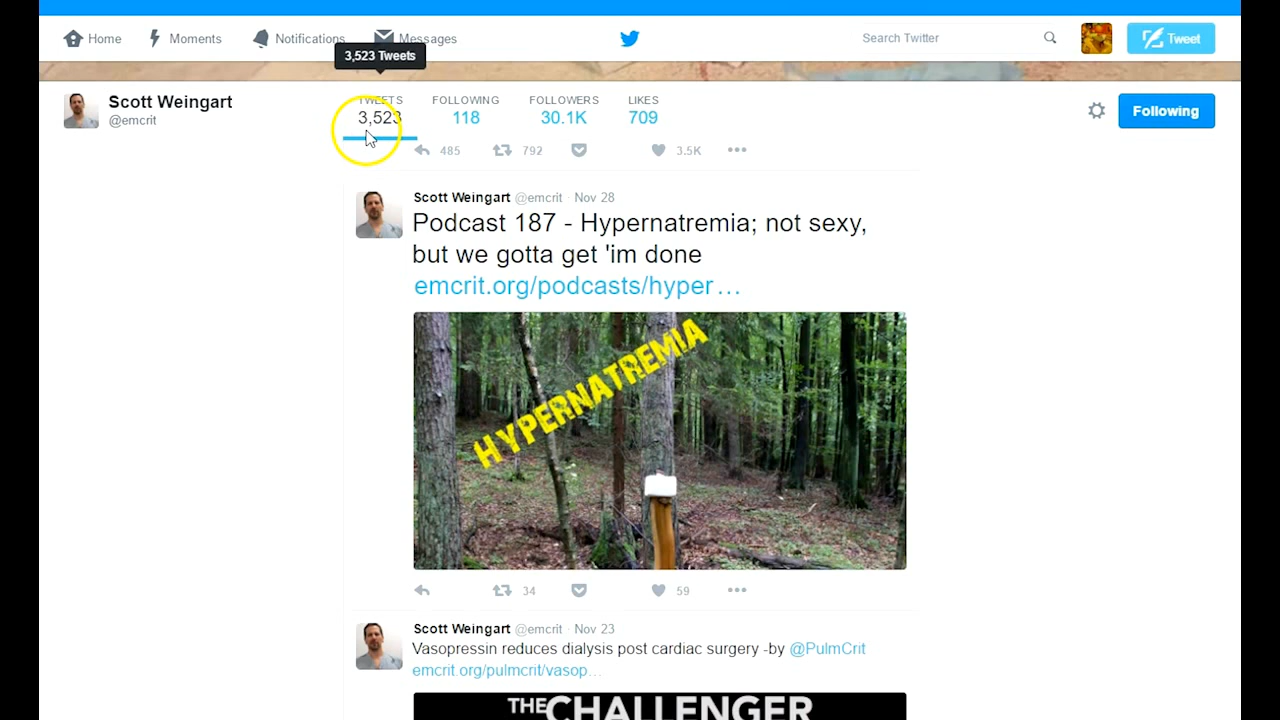 Home Moments Notifications Messages Search Twitter Tweet
3,523 Tweets
Scott Weingart
@emcrit
TWEETS FOLLOWING FOLLOWERS LIKES
3,523 118 30.1K 709
Following
485 792 3.5K
Scott Weingart @emcrit · Nov 28
Podcast 187 - Hypernatremia; not sexy,
but we gotta get 'im done
emcrit.org/podcasts/hyper…
HYPERNATREMIA
34 59
Scott Weingart @emcrit · Nov 23
Vasopressin reduces dialysis post cardiac surgery -by @PulmCrit
emcrit.org/pulmcrit/vasop…
THE CHALLENGER